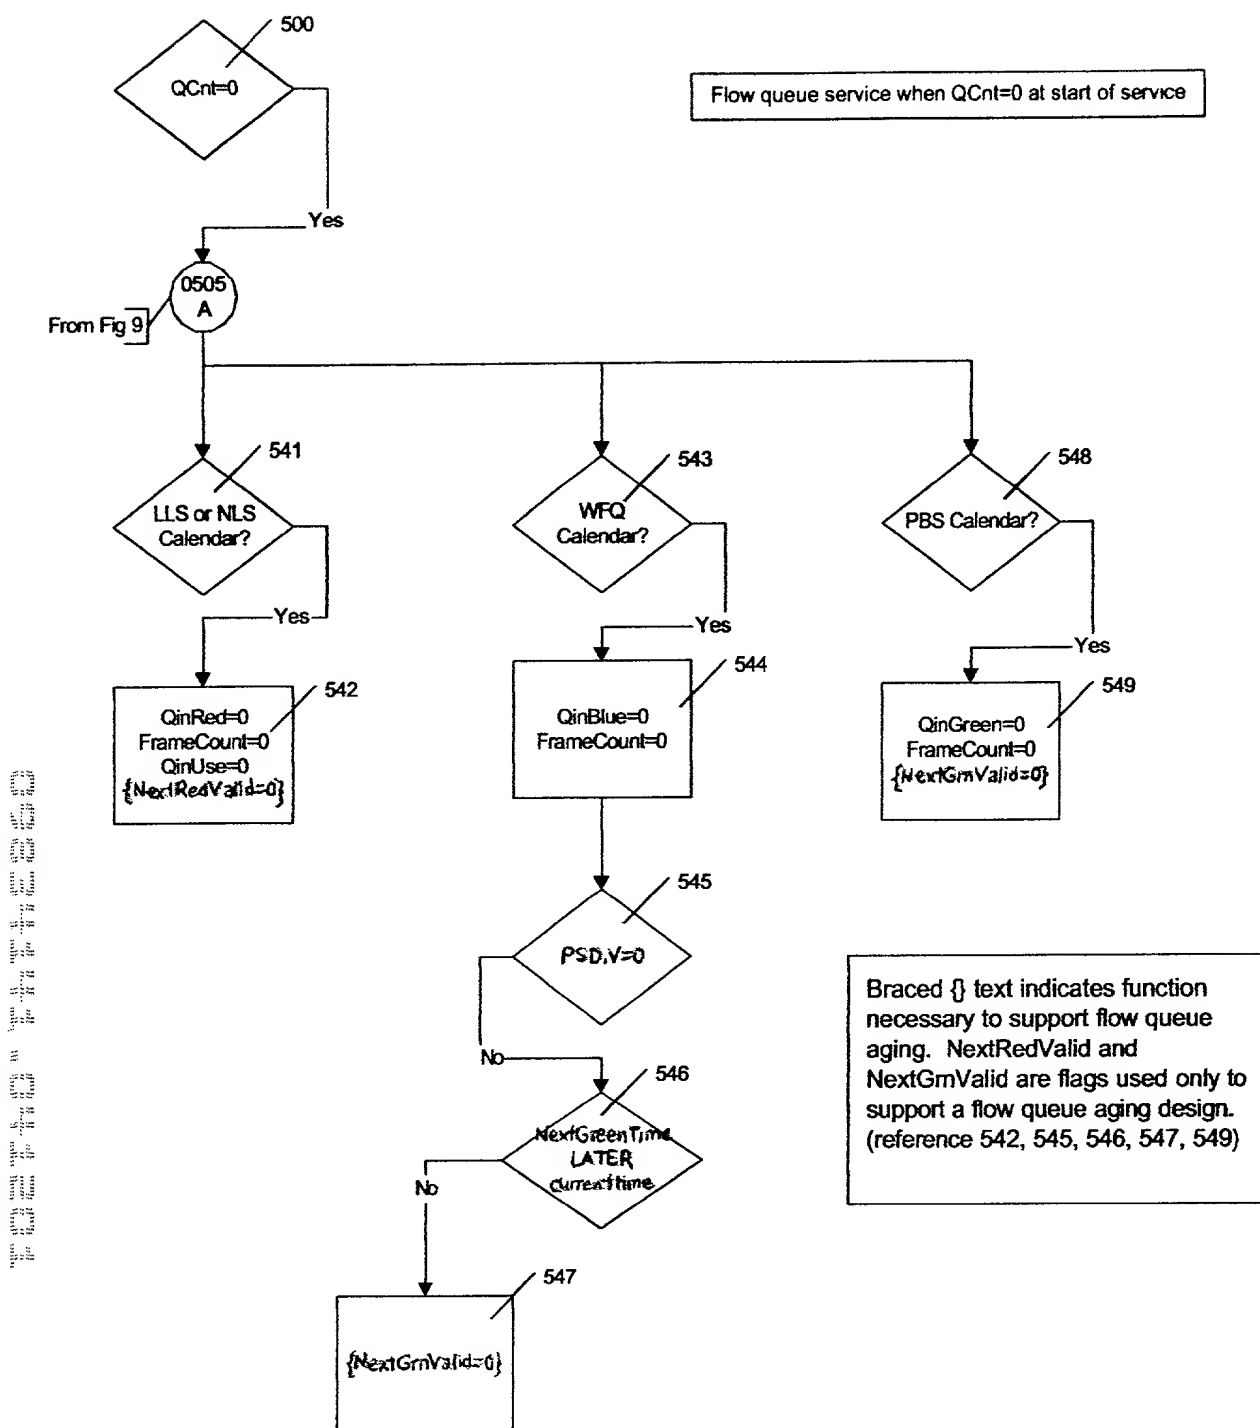 500
QCnt=0
Flow queue service when QCnt=0 at start of service
Yes
0505
A
From Fig 9
541
LLS or NLS
Calendar?
Yes
542
QinRed=0
FrameCount=0
QinUse=0
{NextRedValid=0}
543
WFQ
Calendar?
Yes
544
QinBlue=0
FrameCount=0
545
PSD.V=0
No
546
NextGreenTime
LATER
currenttime
No
547
{NextGrnValid=0}
548
PBS Calendar?
Yes
549
QinGreen=0
FrameCount=0
{NextGrnValid=0}
Braced {} text indicates function
necessary to support flow queue
aging. NextRedValid and
NextGrnValid are flags used only to
support a flow queue aging design.
(reference 542, 545, 546, 547, 549)